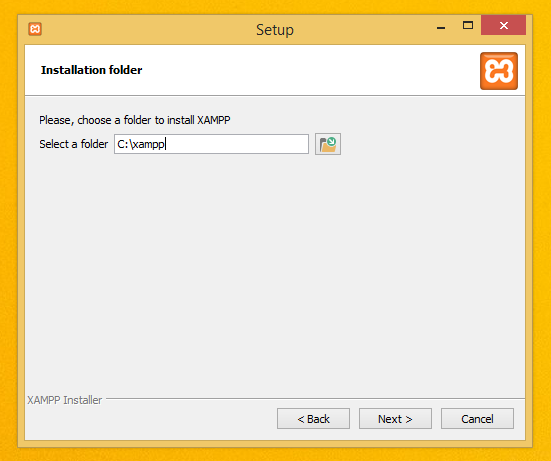 Setup
Installation folder
Please, choose a folder to install XAMPP
Select a folder C:\xampp
XAMPP Installer
< Back Next > Cancel